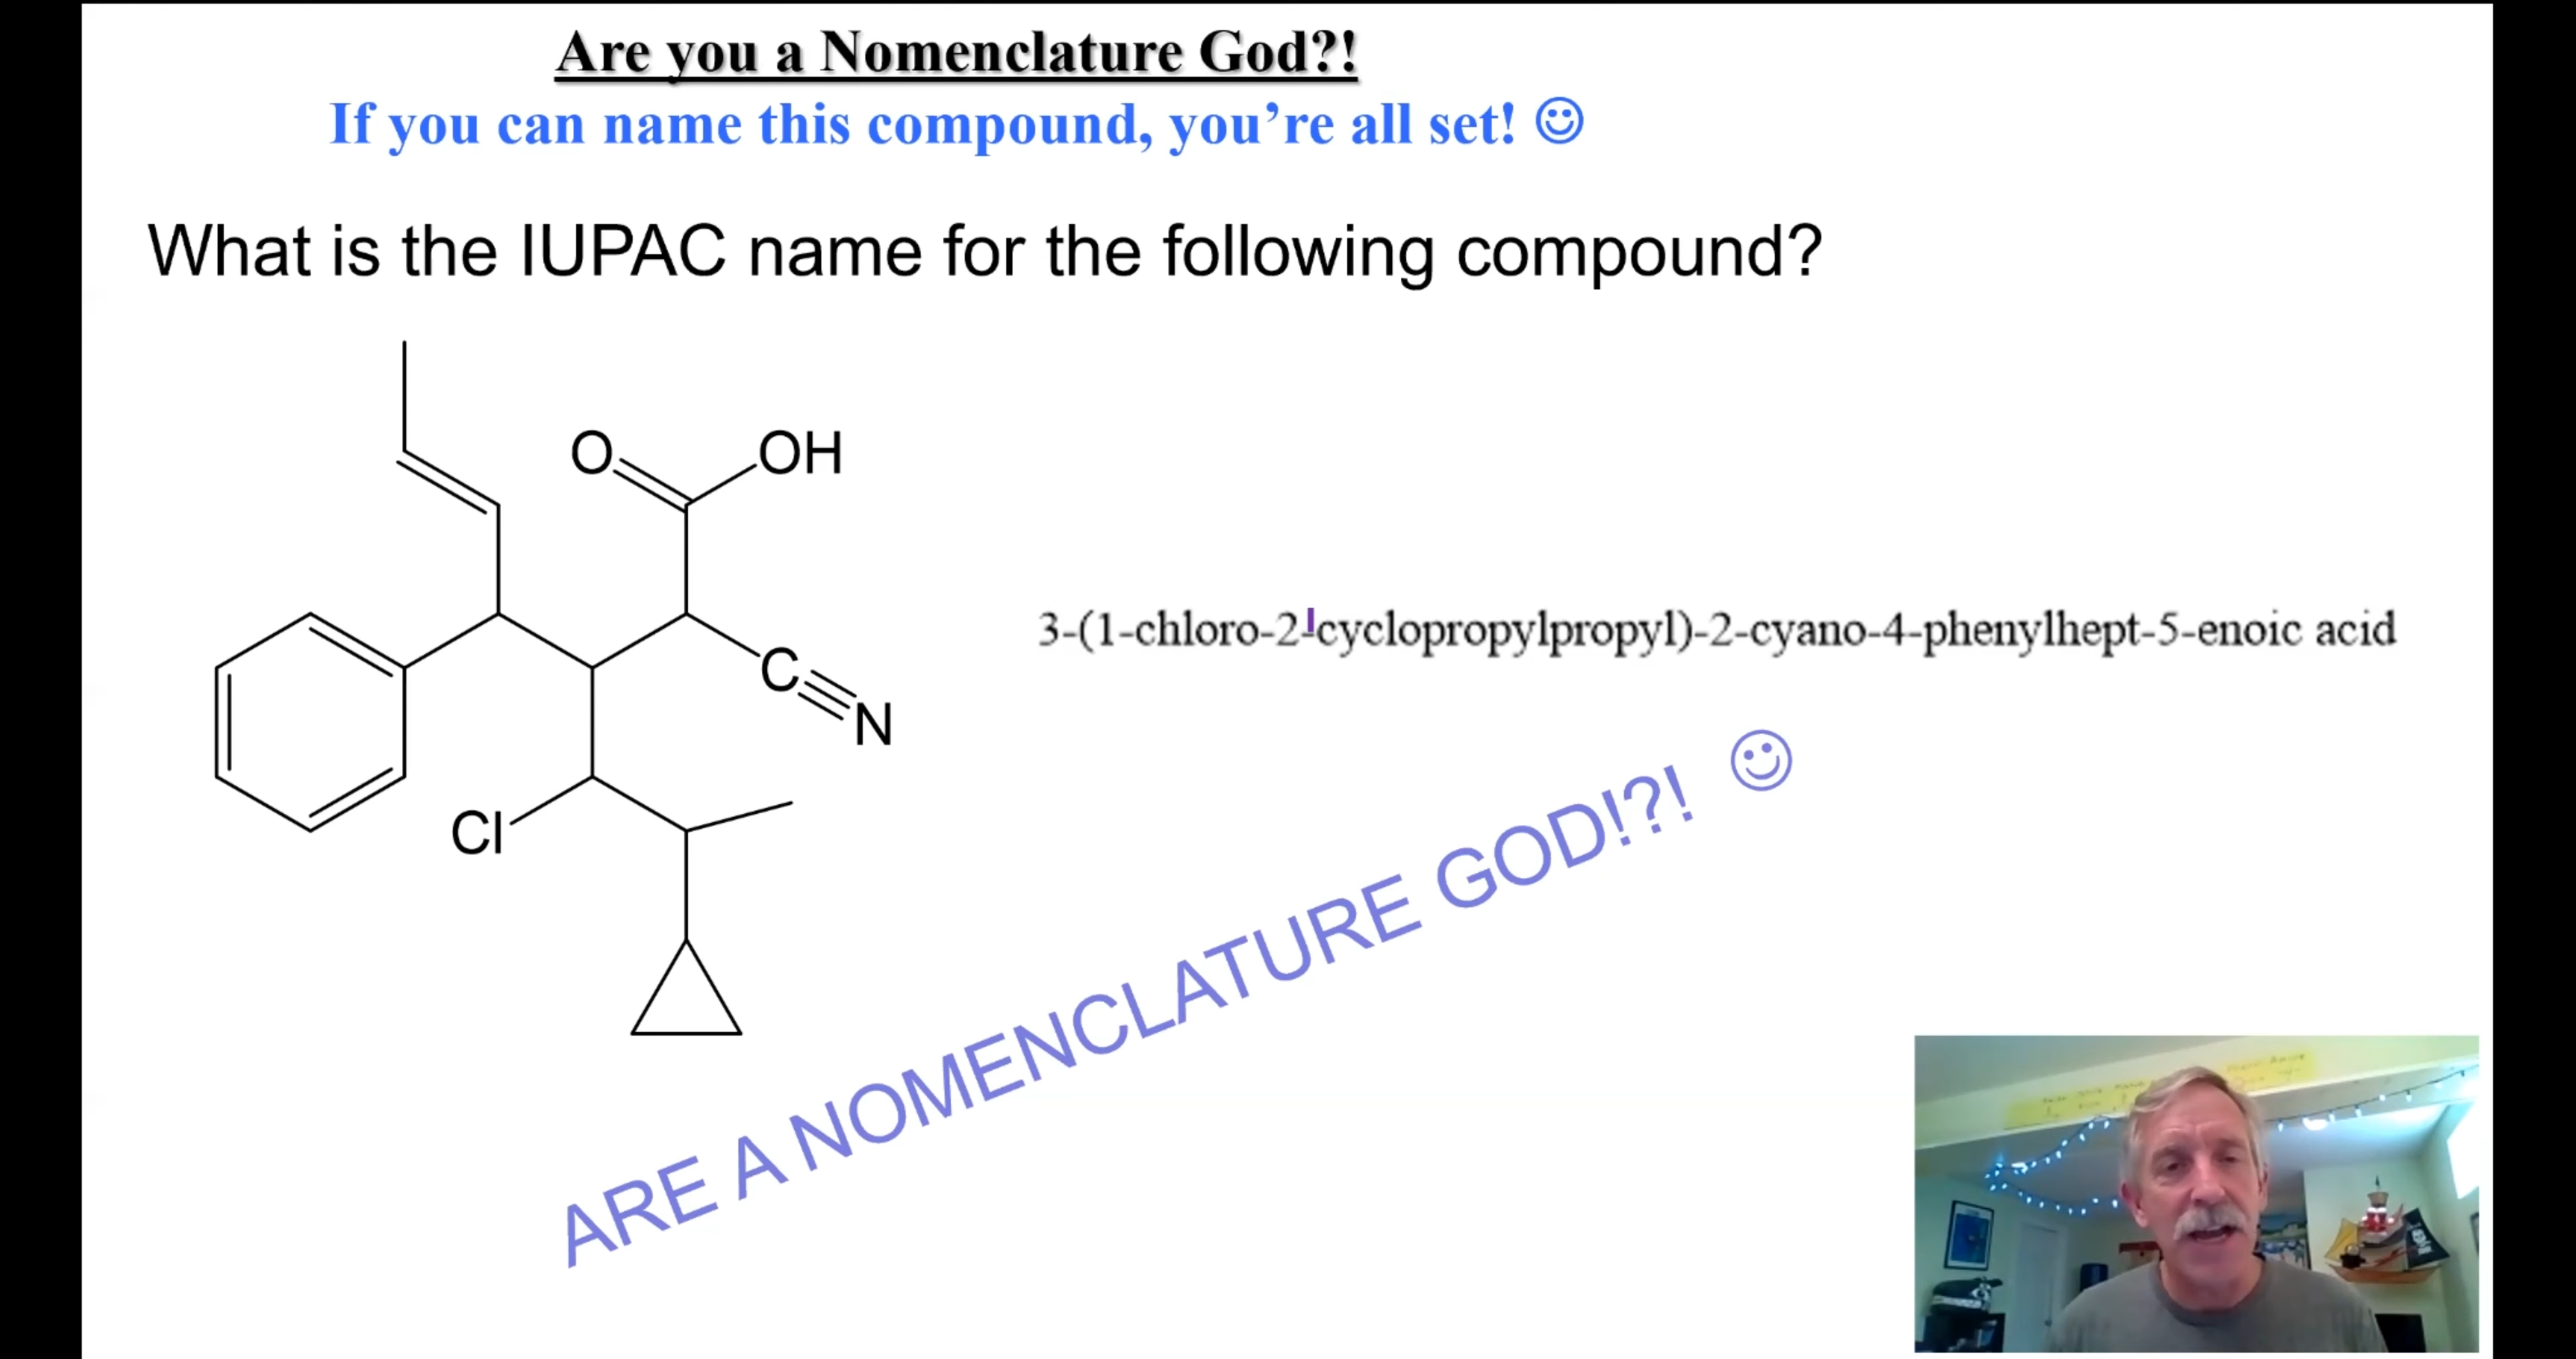 Are you a Nomenclature God?!
If you can name this compound, you're all set! ☺
What is the IUPAC name for the following compound?
O
OH
C
N
Cl
3-(1-chloro-2-cyclopropylpropyl)-2-cyano-4-phenylhept-5-enoic acid
ARE A NOMENCLATURE GOD!?! ☺